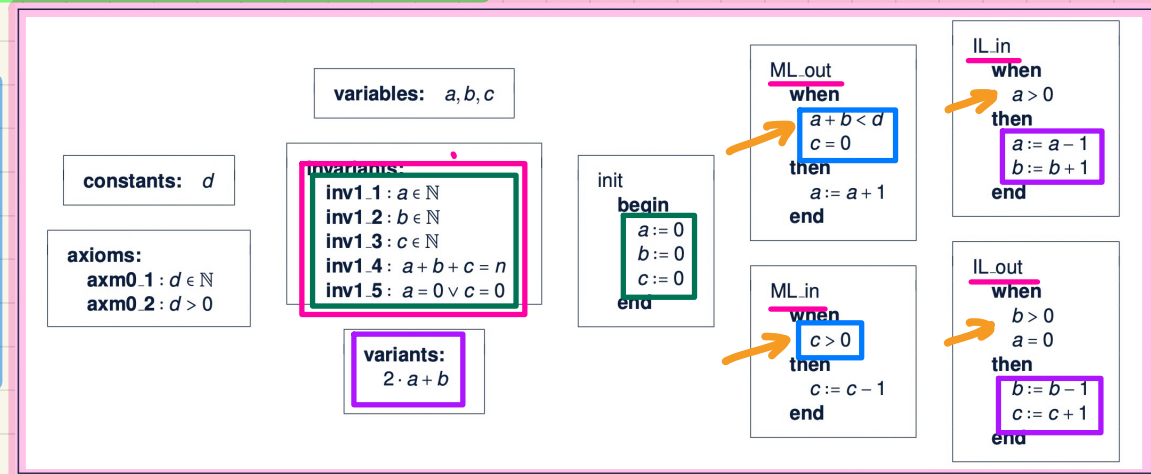 variables: a, b, c
constants: d
axioms:
axm0_1 : d ∈ ℕ
axm0_2 : d > 0
invariants:
inv1_1 : a ∈ ℕ
inv1_2 : b ∈ ℕ
inv1_3 : c ∈ ℕ
inv1_4 : a + b + c = n
inv1_5 : a = 0 ∨ c = 0
variants:
2 · a + b
init
begin
a := 0
b := 0
c := 0
end
ML_out
when
a + b < d
c = 0
then
a := a + 1
end
ML_in
when
c > 0
then
c := c − 1
end
IL_in
when
a > 0
then
a := a − 1
b := b + 1
end
IL_out
when
b > 0
a = 0
then
b := b − 1
c := c + 1
end